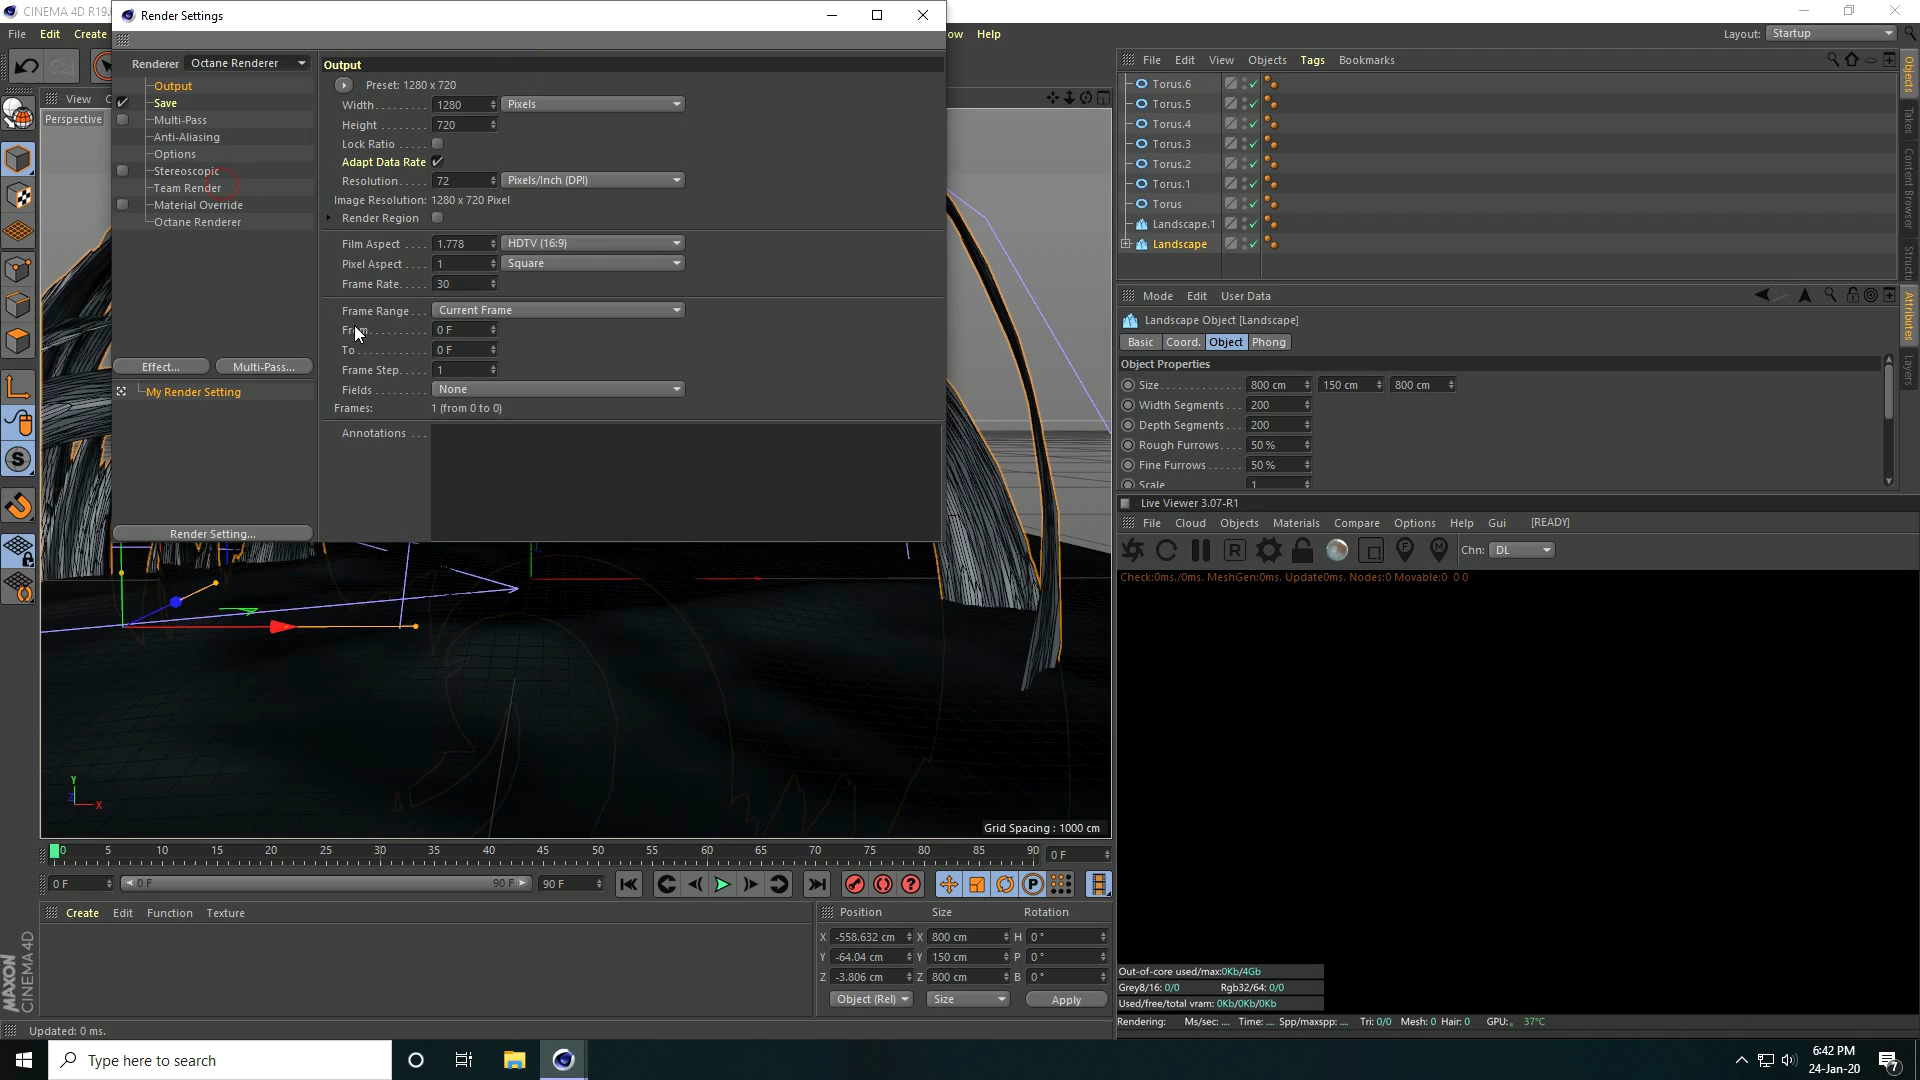 CINEMA 4D R19.
Render Settings
File Edit Create
ow Help
Layout: Startup
Renderer Octane Renderer
Output
Save
Multi-Pass
Anti-Aliasing
Options
Stereoscopic
Team Render
Material Override
Octane Renderer
Effect... Multi-Pass...
My Render Setting
Render Setting...
Output
Preset: 1280 x 720
Width 1280 Pixels
Height 720
Lock Ratio
Adapt Data Rate
Resolution 72 Pixels/Inch (DPI)
Image Resolution: 1280 x 720 Pixel
Render Region
Film Aspect 1.778 HDTV (16:9)
Pixel Aspect 1 Square
Frame Rate 30
Frame Range Current Frame
From 0 F
To 0 F
Frame Step 1
Fields None
Frames: 1 (from 0 to 0)
Annotations
View C
Perspective
Y
Z X
Grid Spacing : 1000 cm
0 5 10 15 20 25 30 35 40 45 50 55 60 65 70 75 80 85 90 0 F
0 F 0 F 90 F 90 F
Create Edit Function Texture
Position Size Rotation
X -558.632 cm X 800 cm H 0 °
Y -64.04 cm Y 150 cm P 0 °
Z -3.806 cm Z 800 cm B 0 °
Object (Rel) Size Apply
MAXON
CINEMA 4D
Updated: 0 ms.
File Edit View Objects Tags Bookmarks
Torus.6
Torus.5
Torus.4
Torus.3
Torus.2
Torus.1
Torus
Landscape.1
Landscape
Objects
Takes
Content Browser
Structu
Attributes
Layers
Mode Edit User Data
Landscape Object [Landscape]
Basic Coord. Object Phong
Object Properties
Size 800 cm 150 cm 800 cm
Width Segments 200
Depth Segments 200
Rough Furrows 50 %
Fine Furrows 50 %
Scale 1
Live Viewer 3.07-R1
File Cloud Objects Materials Compare Options Help Gui [READY]
Chn: DL
Check:0ms./0ms. MeshGen:0ms. Update0ms. Nodes:0 Movable:0 0 0
Out-of-core used/max:0Kb/4Gb
Grey8/16: 0/0 Rgb32/64: 0/0
Used/free/total vram: 0Kb/0Kb/0Kb
Rendering: Ms/sec: .... Time: .... Spp/maxspp: .... Tri: 0/0 Mesh: 0 Hair: 0 GPU: 37°C
Type here to search
6:42 PM
24-Jan-20
7